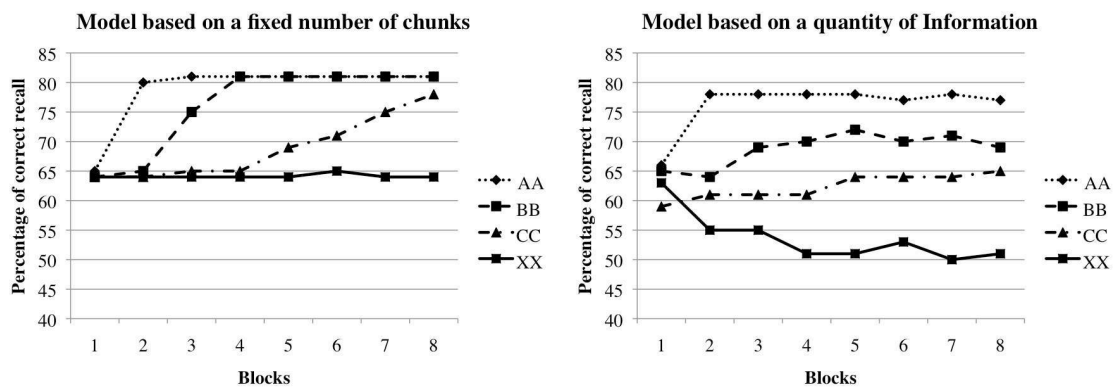 Model based on a fixed number of chunks
Percentage of correct recall
85
80
75
70
65
60
55
50
45
40
1 2 3 4 5 6 7 8
Blocks
AA
BB
CC
XX
Model based on a quantity of Information
Percentage of correct recall
85
80
75
70
65
60
55
50
45
40
1 2 3 4 5 6 7 8
Blocks
AA
BB
CC
XX